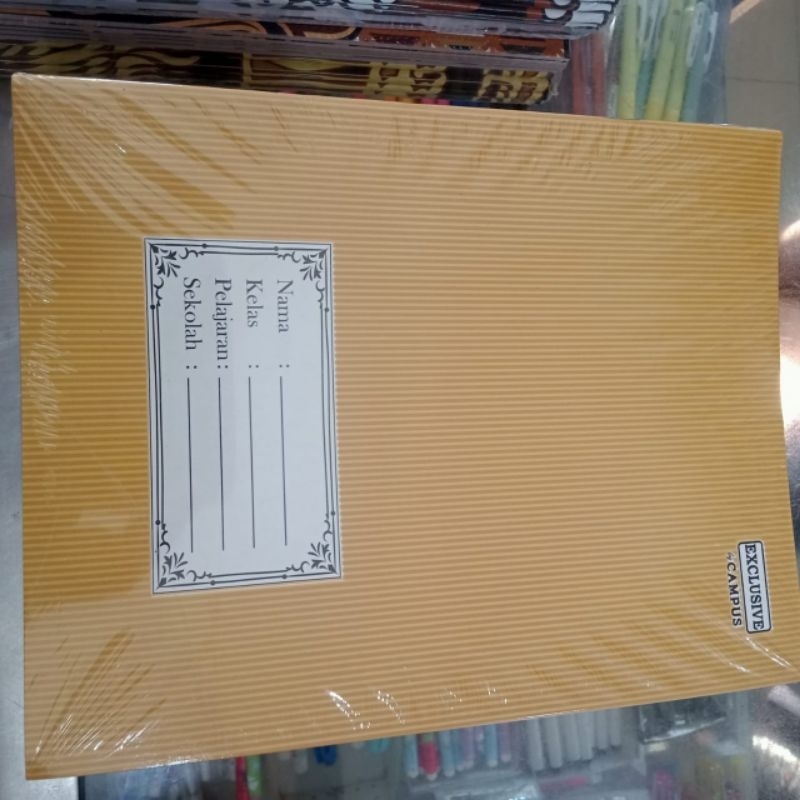 EXCLUSIVE
CAMPUS
Nama :
Kelas :
Pelajaran :
Sekolah :